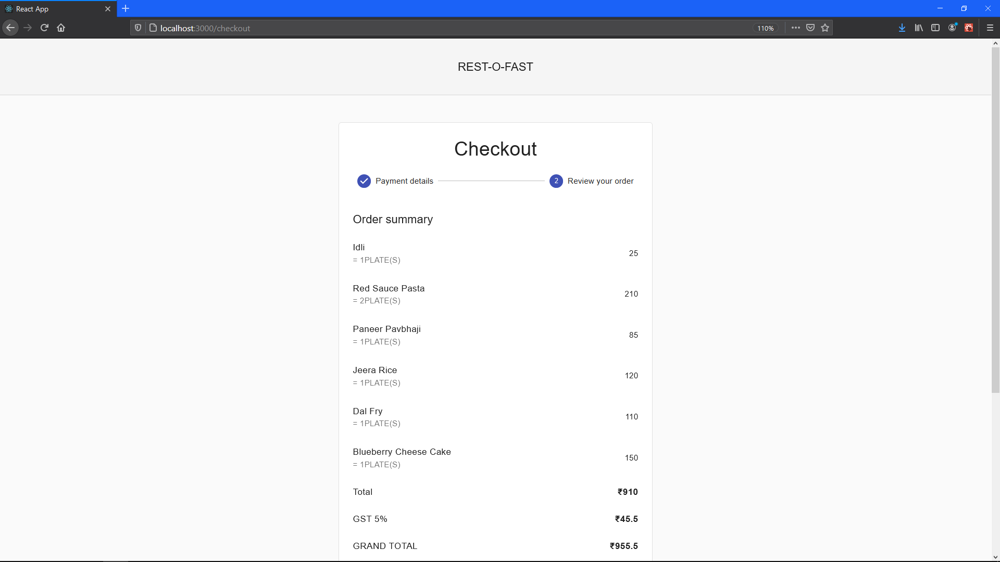 React App
localhost:3000/checkout
110%
REST-O-FAST
Checkout
Payment details
2
Review your order
Order summary
Idli
= 1PLATE(S)
25
Red Sauce Pasta
= 2PLATE(S)
210
Paneer Pavbhaji
= 1PLATE(S)
85
Jeera Rice
= 1PLATE(S)
120
Dal Fry
= 1PLATE(S)
110
Blueberry Cheese Cake
= 1PLATE(S)
150
Total ₹910
GST 5% ₹45.5
GRAND TOTAL ₹955.5